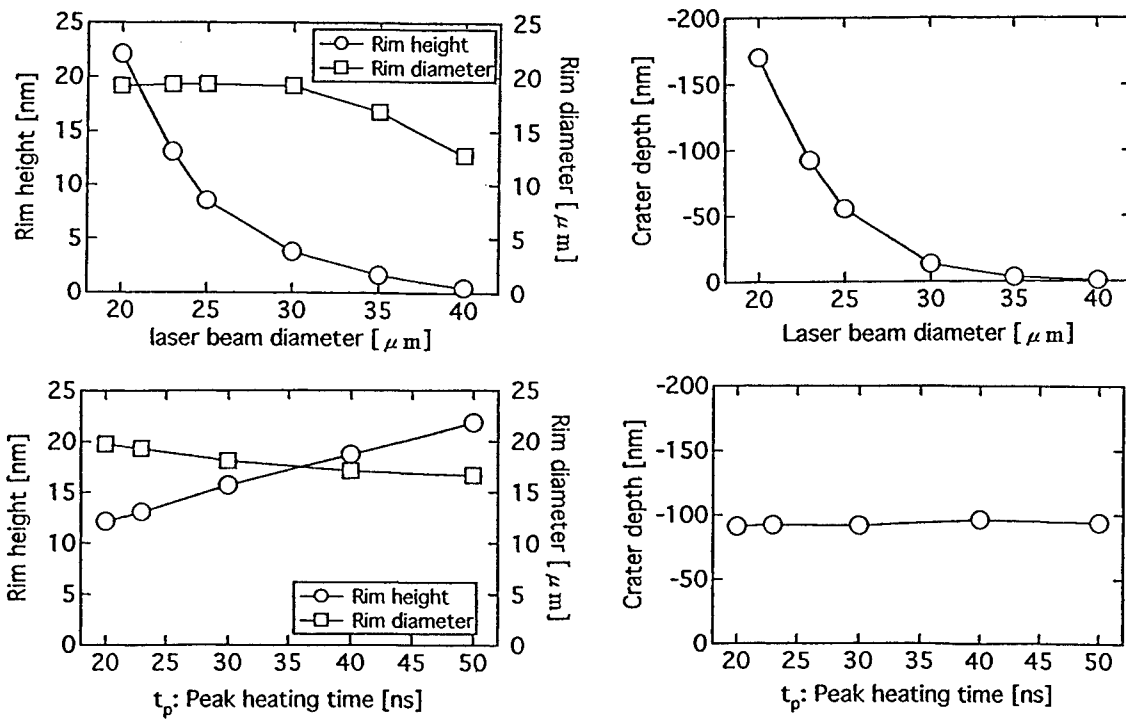 25
20
15
10
5
0
Rim height [nm]
Rim height
Rim diameter
25
20
15
10
5
0
Rim diameter [μm]
20 25 30 35 40
laser beam diameter [μm]
-200
-150
-100
-50
0
Crater depth [nm]
20 25 30 35 40
Laser beam diameter [μm]
25
20
15
10
5
0
Rim height [nm]
Rim height
Rim diameter
25
20
15
10
5
0
Rim diameter [μm]
20 25 30 35 40 45 50
tp: Peak heating time [ns]
-200
-150
-100
-50
0
Crater depth [nm]
20 25 30 35 40 45 50
tp: Peak heating time [ns]